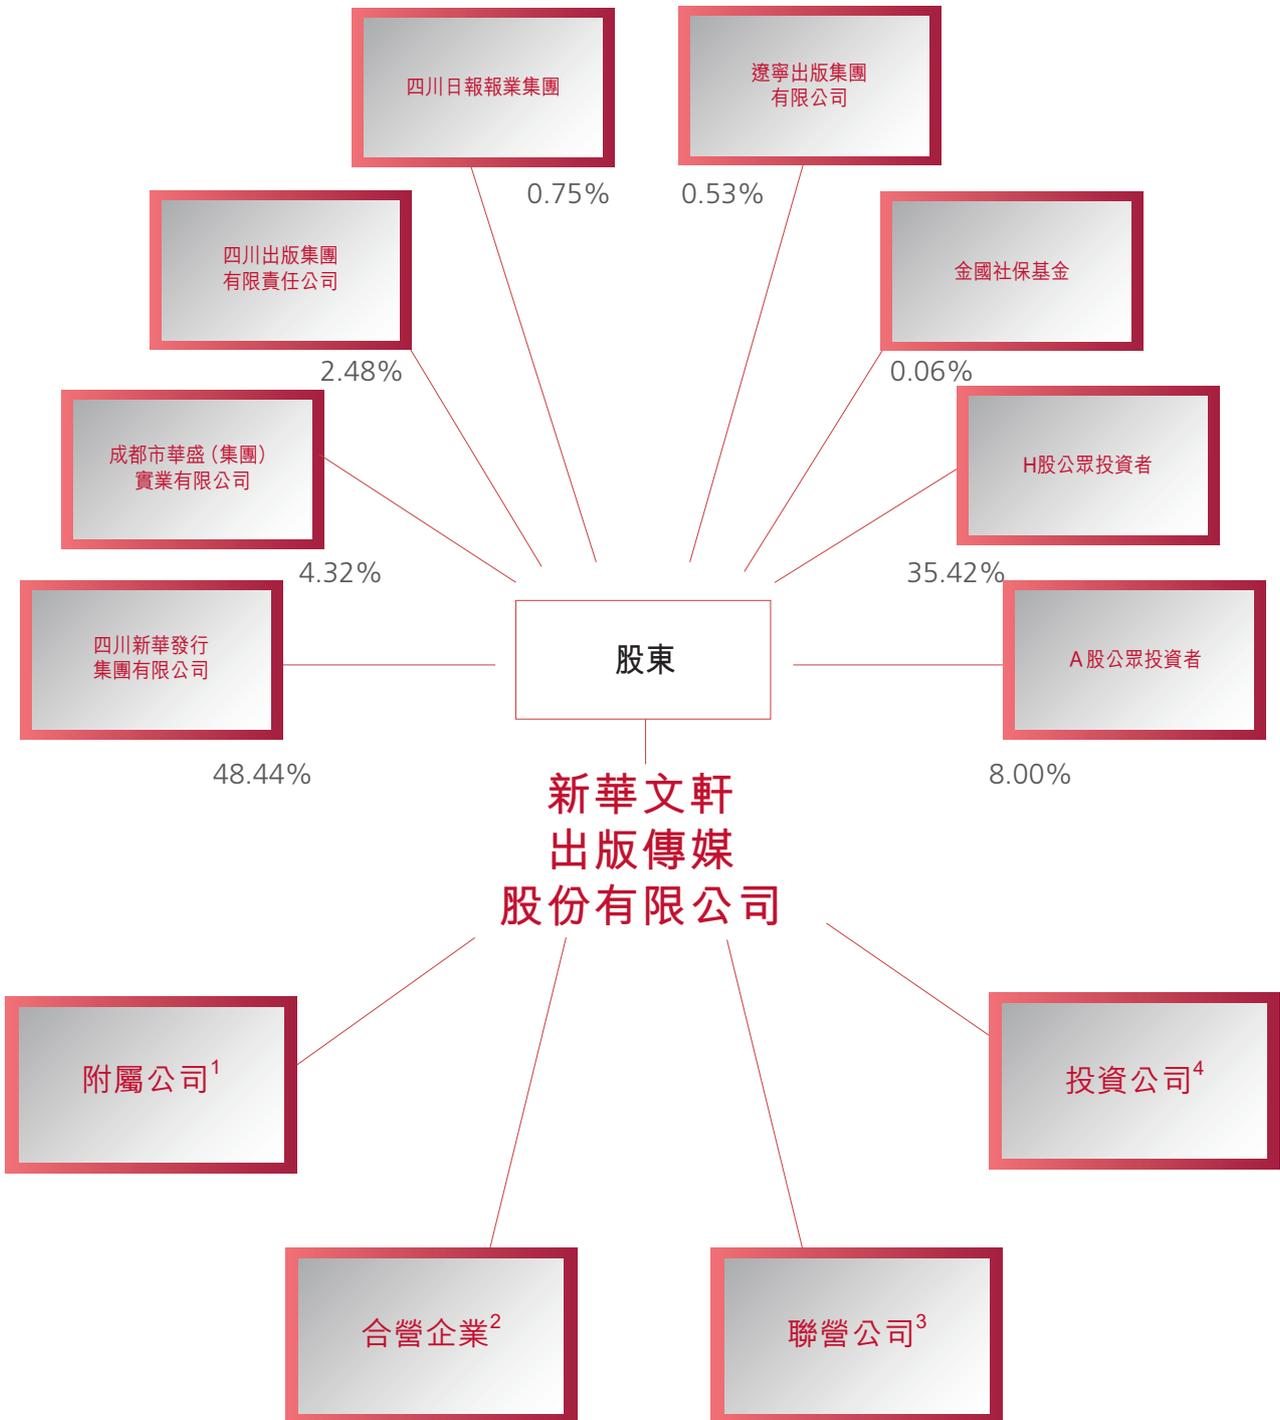 四川日報報業集團
0.75%
遼寧出版集團
有限公司
0.53%
四川出版集團
有限責任公司
2.48%
金國社保基金
0.06%
成都市華盛（集團）
實業有限公司
4.32%
H股公眾投資者
35.42%
四川新華發行
集團有限公司
48.44%
股東
A股公眾投資者
8.00%
新華文軒
出版傳媒
股份有限公司
附屬公司1
投資公司4
合營企業2
聯營公司3